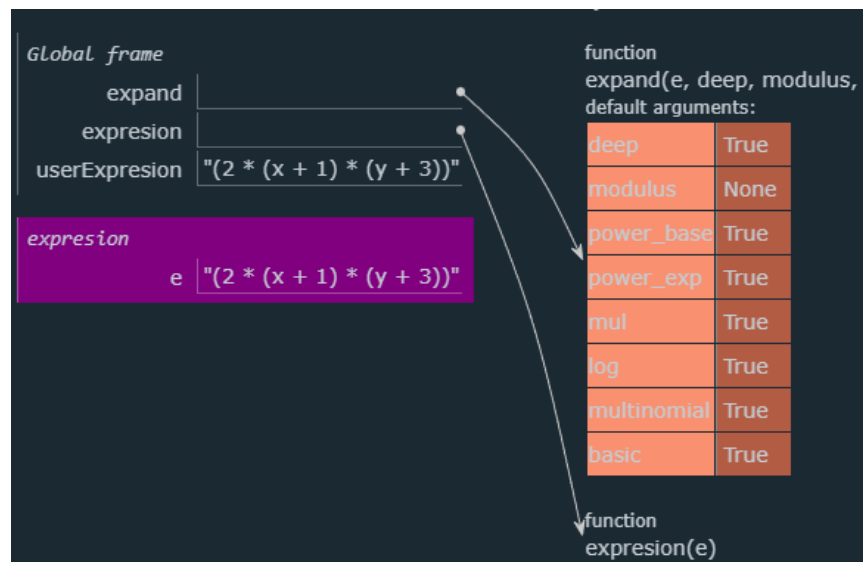 Global frame
expand
expresion
userExpresion "(2 * (x + 1) * (y + 3))"
expresion
e "(2 * (x + 1) * (y + 3))"
function
expand(e, deep, modulus,
default arguments:
deep True
modulus None
power_base True
power_exp True
mul True
log True
multinomial True
basic True
function
expresion(e)